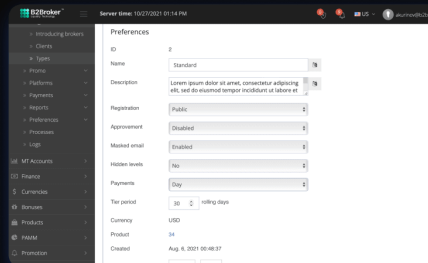 B2Broker
Server time: 10/27/2021 01:14 PM
US
akurinov@b2b
Introducing brokers
Clients
Types
Promo
Platforms
Payments
Reports
Preferences
Processes
Logs
MT Accounts
Finance
Currencies
Bonuses
Products
PAMM
Promotion
Preferences
ID 2
Name Standard
Description Lorem ipsum dolor sit amet, consectetur adipiscing
elit, sed do eiusmod tempor incididunt ut labore et
Registration Public
Approvement Disabled
Masked email Enabled
Hidden levels No
Payments Day
Tier period 30 rolling days
Currency USD
Product 34
Created Aug. 6, 2021 00:48:37